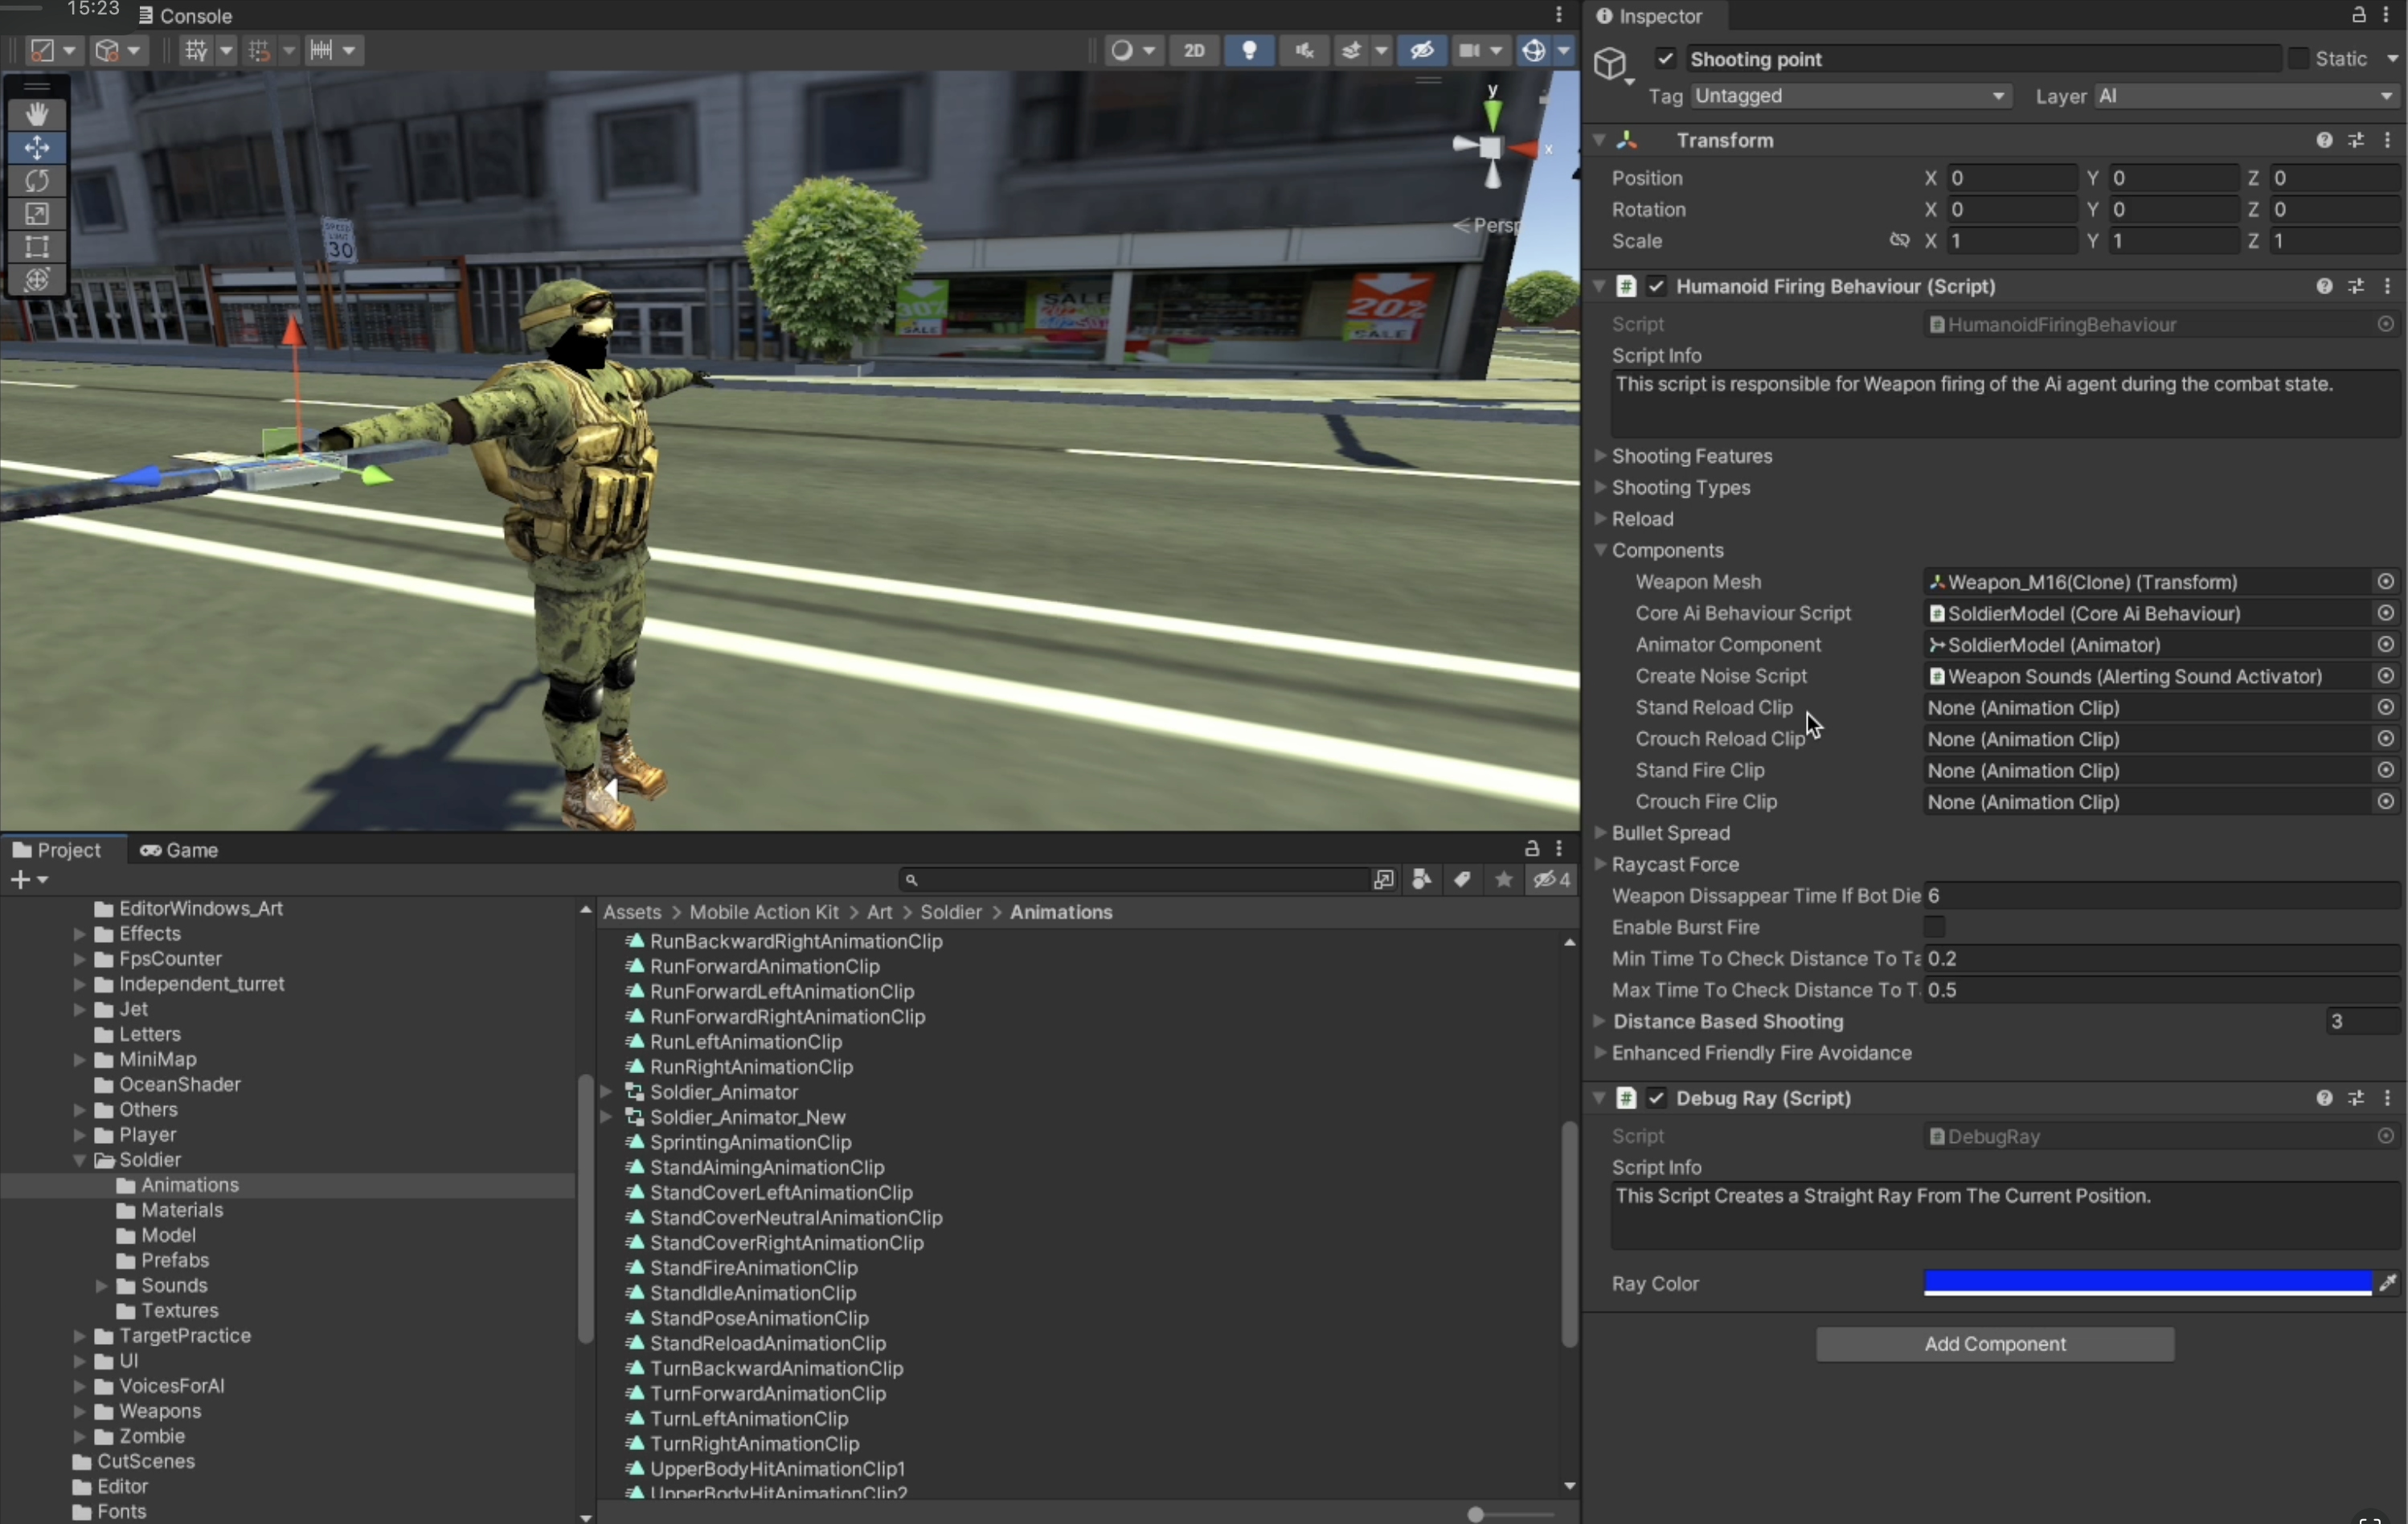 15:23
Console
2D
y
x
Persp
SPEED
LIMIT
30
30%
SALE
SALE
20%
SALE
Project
Game
4
EditorWindows_Art
Effects
FpsCounter
Independent_turret
Jet
Letters
MiniMap
OceanShader
Others
Player
Soldier
Animations
Materials
Model
Prefabs
Sounds
Textures
TargetPractice
UI
VoicesForAI
Weapons
Zombie
CutScenes
Editor
Fonts
Assets > Mobile Action Kit > Art > Soldier > Animations
RunBackwardRightAnimationClip
RunForwardAnimationClip
RunForwardLeftAnimationClip
RunForwardRightAnimationClip
RunLeftAnimationClip
RunRightAnimationClip
Soldier_Animator
Soldier_Animator_New
SprintingAnimationClip
StandAimingAnimationClip
StandCoverLeftAnimationClip
StandCoverNeutralAnimationClip
StandCoverRightAnimationClip
StandFireAnimationClip
StandIdleAnimationClip
StandPoseAnimationClip
StandReloadAnimationClip
TurnBackwardAnimationClip
TurnForwardAnimationClip
TurnLeftAnimationClip
TurnRightAnimationClip
UpperBodyHitAnimationClip1
UpperBodyHitAnimationClip2
Inspector
Shooting point Static
Tag Untagged Layer AI
Transform
Position X 0 Y 0 Z 0
Rotation X 0 Y 0 Z 0
Scale X 1 Y 1 Z 1
Humanoid Firing Behaviour (Script)
Script HumanoidFiringBehaviour
Script Info
This script is responsible for Weapon firing of the Ai agent during the combat state.
Shooting Features
Shooting Types
Reload
Components
Weapon Mesh Weapon_M16(Clone) (Transform)
Core Ai Behaviour Script SoldierModel (Core Ai Behaviour)
Animator Component SoldierModel (Animator)
Create Noise Script Weapon Sounds (Alerting Sound Activator)
Stand Reload Clip None (Animation Clip)
Crouch Reload Clip None (Animation Clip)
Stand Fire Clip None (Animation Clip)
Crouch Fire Clip None (Animation Clip)
Bullet Spread
Raycast Force
Weapon Dissappear Time If Bot Die 6
Enable Burst Fire
Min Time To Check Distance To Ta 0.2
Max Time To Check Distance To T 0.5
Distance Based Shooting 3
Enhanced Friendly Fire Avoidance
Debug Ray (Script)
Script DebugRay
Script Info
This Script Creates a Straight Ray From The Current Position.
Ray Color
Add Component